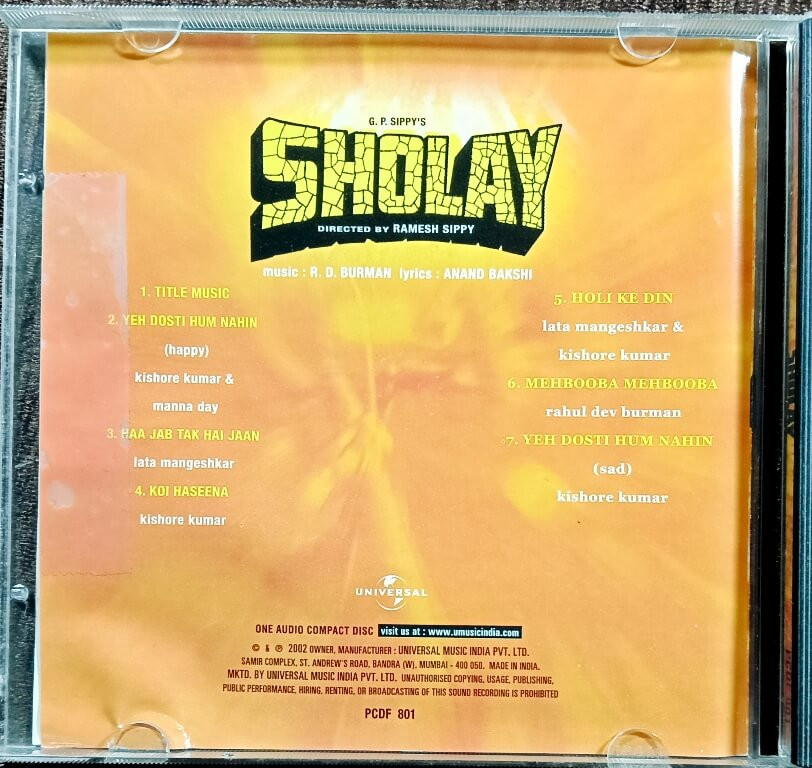 G. P. SIPPY'S
SHOLAY
DIRECTED BY RAMESH SIPPY
music : R. D. BURMAN lyrics : ANAND BAKSHI
1. TITLE MUSIC
2. YEH DOSTI HUM NAHIN
(happy)
kishore kumar &
manna day
3. HAA JAB TAK HAI JAAN
lata mangeshkar
4. KOI HASEENA
kishore kumar
5. HOLI KE DIN
lata mangeshkar &
kishore kumar
6. MEHBOOBA MEHBOOBA
rahul dev burman
7. YEH DOSTI HUM NAHIN
(sad)
kishore kumar
UNIVERSAL
ONE AUDIO COMPACT DISC visit us at : www.umusicindia.com
© & ℗ 2002 OWNER, MANUFACTURER : UNIVERSAL MUSIC INDIA PVT. LTD.
SAMIR COMPLEX, ST. ANDREW'S ROAD, BANDRA (W), MUMBAI - 400 050. MADE IN INDIA.
MKTD. BY UNIVERSAL MUSIC INDIA PVT. LTD. UNAUTHORISED COPYING, USAGE, PUBLISHING,
PUBLIC PERFORMANCE, HIRING, RENTING, OR BROADCASTING OF THIS SOUND RECORDING IS PROHIBITED
PCDF 801